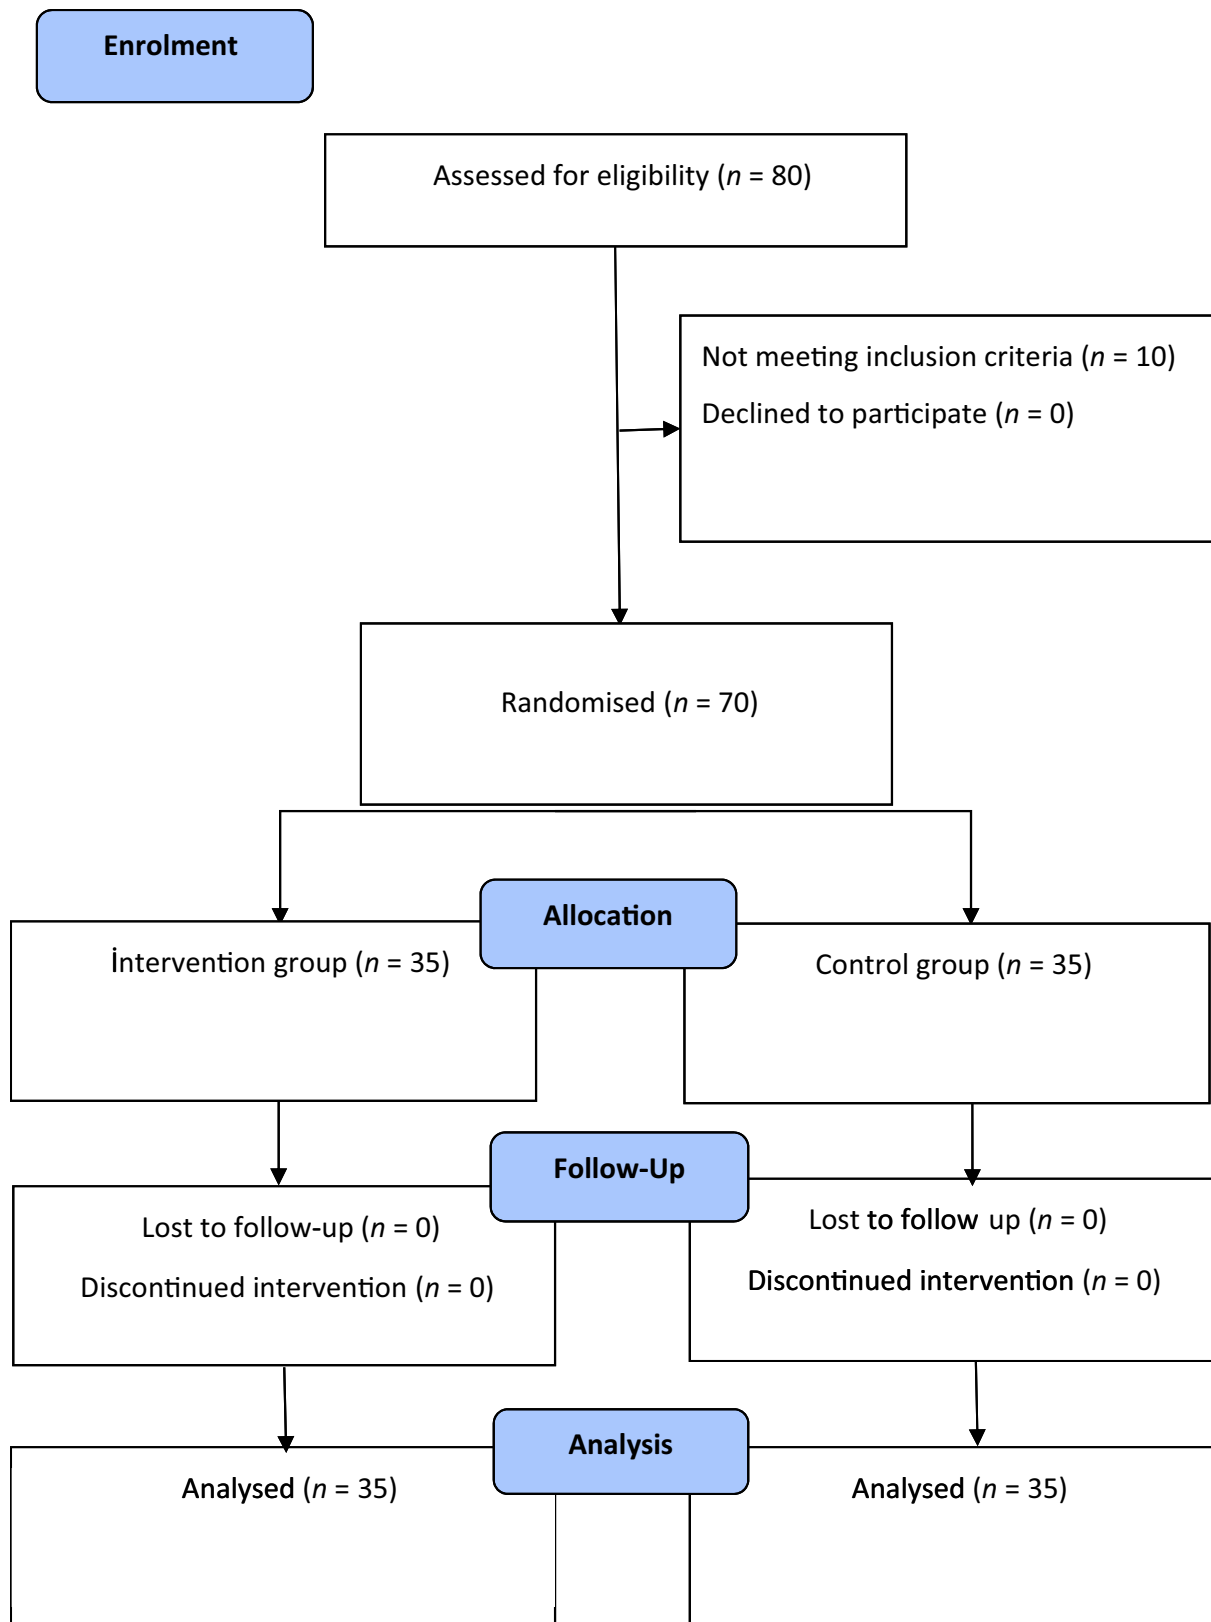 Enrolment
Assessed for eligibility (n = 80)
Not meeting inclusion criteria (n = 10)
Declined to participate (n = 0)
Randomised (n = 70)
Allocation
İntervention group (n = 35)
Control group (n = 35)
Follow-Up
Lost to follow-up (n = 0)
Discontinued intervention (n = 0)
Lost to follow up (n = 0)
Discontinued intervention (n = 0)
Analysis
Analysed (n = 35)
Analysed (n = 35)